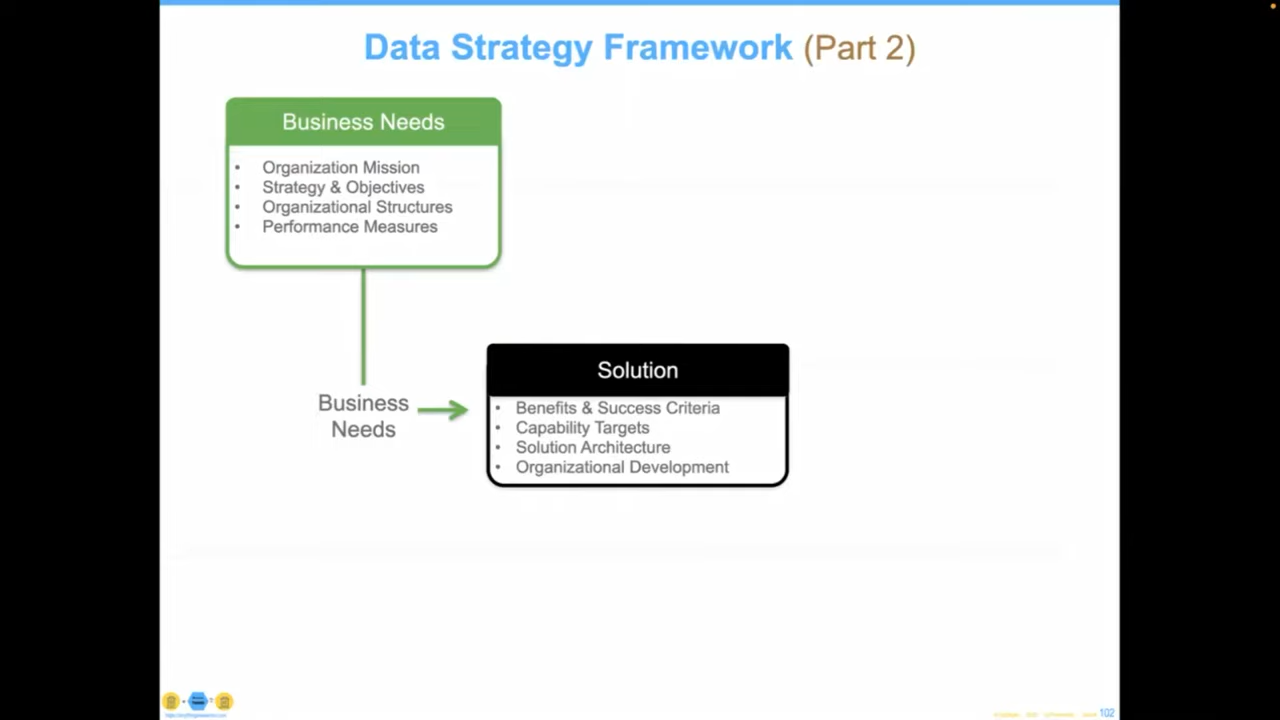 Data Strategy Framework (Part 2)
Business Needs
• Organization Mission
• Strategy & Objectives
• Organizational Structures
• Performance Measures
Business
Needs
Solution
• Benefits & Success Criteria
• Capability Targets
• Solution Architecture
• Organizational Development
102